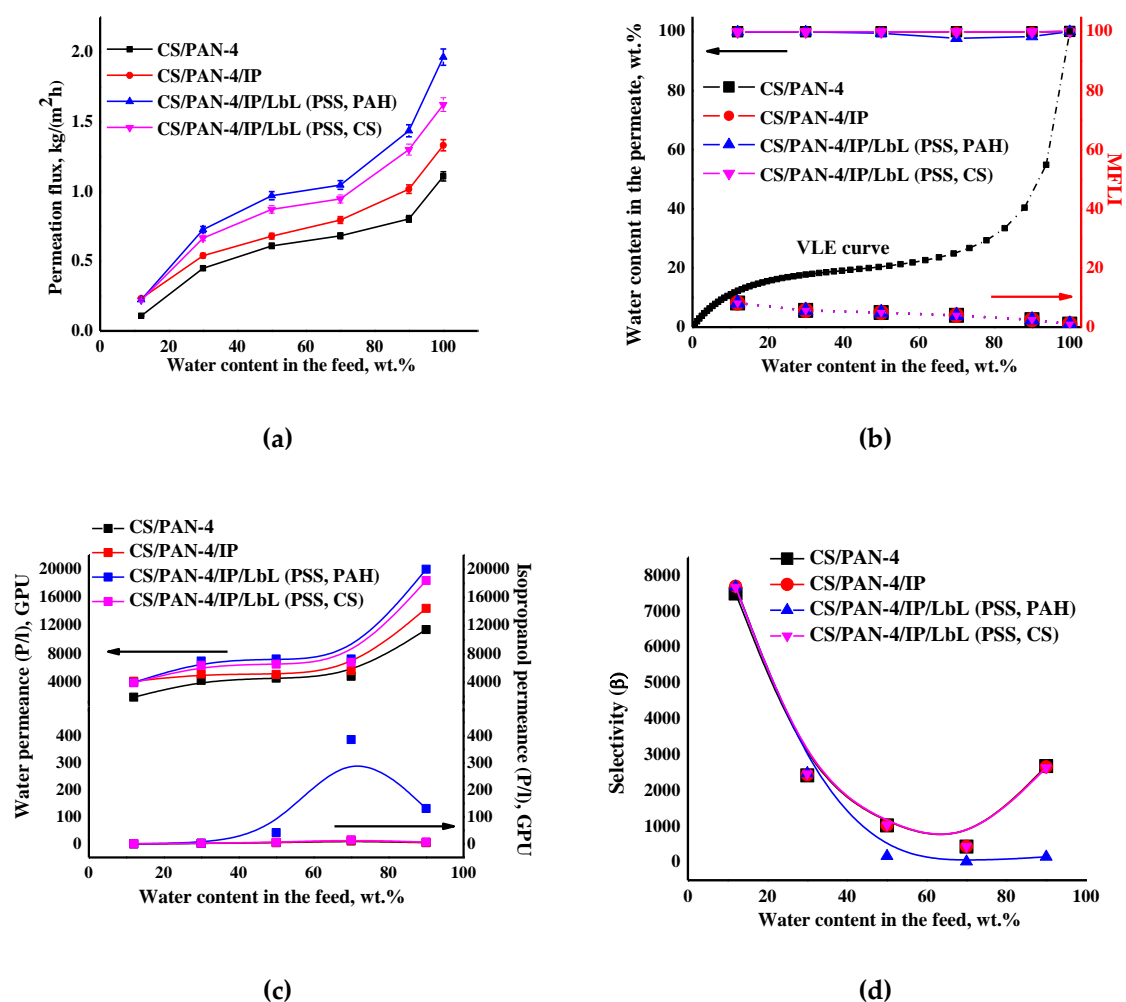 CS/PAN-4
CS/PAN-4/IP
CS/PAN-4/IP/LbL (PSS, PAH)
CS/PAN-4/IP/LbL (PSS, CS)
Permeation flux, kg/(m²h)
2.0
1.5
1.0
0.5
0.0
0 20 40 60 80 100
Water content in the feed, wt.%
(a)
Water content in the permeate, wt.%
100
80
60
40
20
0
CS/PAN-4
CS/PAN-4/IP
CS/PAN-4/IP/LbL (PSS, PAH)
CS/PAN-4/IP/LbL (PSS, CS)
VLE curve
100
80
60
40
20
0
MFLI
0 20 40 60 80 100
Water content in the feed, wt.%
(b)
CS/PAN-4
CS/PAN-4/IP
CS/PAN-4/IP/LbL (PSS, PAH)
CS/PAN-4/IP/LbL (PSS, CS)
Water permeance (P/l), GPU
20000
16000
12000
8000
4000
400
300
200
100
0
20000
16000
12000
8000
4000
400
300
200
100
0
Isopropanol permeance (P/l), GPU
0 20 40 60 80 100
Water content in the feed, wt.%
(c)
CS/PAN-4
CS/PAN-4/IP
CS/PAN-4/IP/LbL (PSS, PAH)
CS/PAN-4/IP/LbL (PSS, CS)
Selectivity (β)
8000
7000
6000
5000
4000
3000
2000
1000
0
0 20 40 60 80 100
Water content in the feed, wt.%
(d)